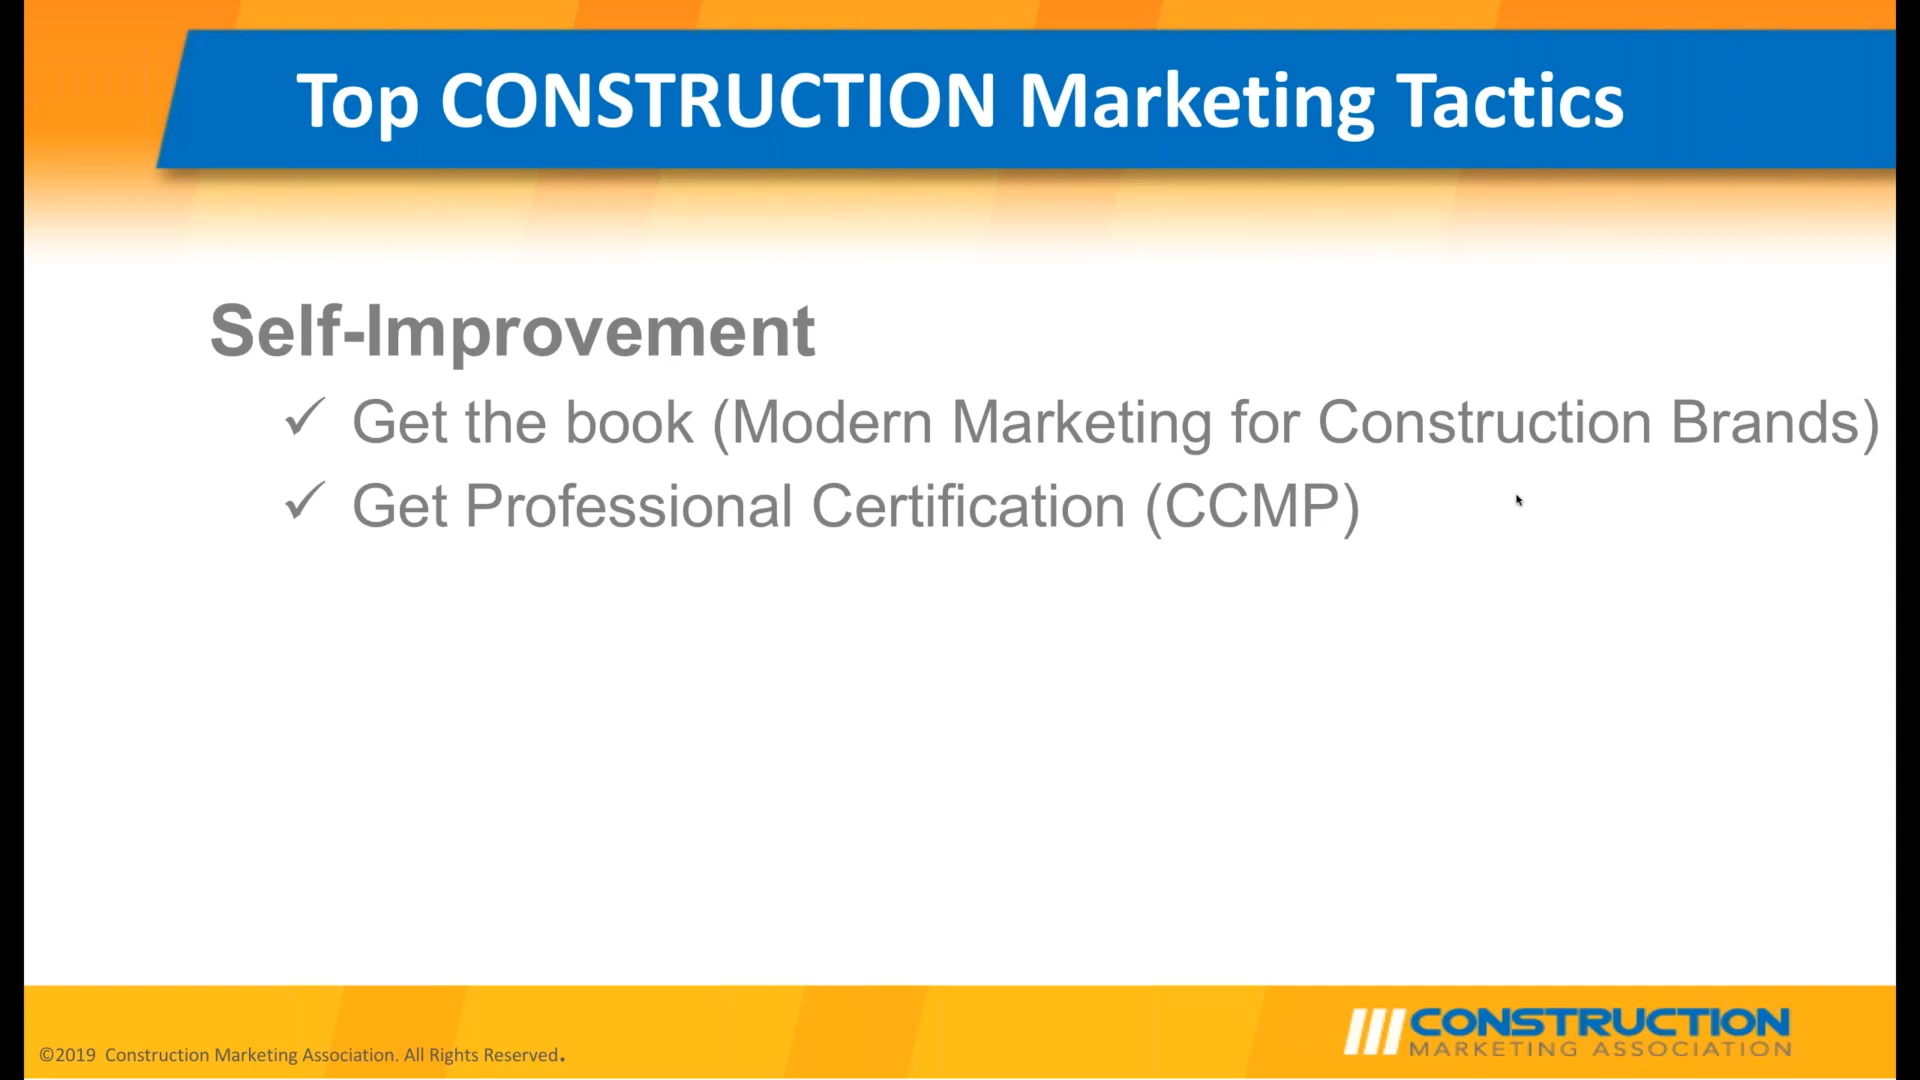 Top CONSTRUCTION Marketing Tactics
Self-Improvement
✓ Get the book (Modern Marketing for Construction Brands)
✓ Get Professional Certification (CCMP)
©2019 Construction Marketing Association. All Rights Reserved.
CONSTRUCTION
MARKETING ASSOCIATION